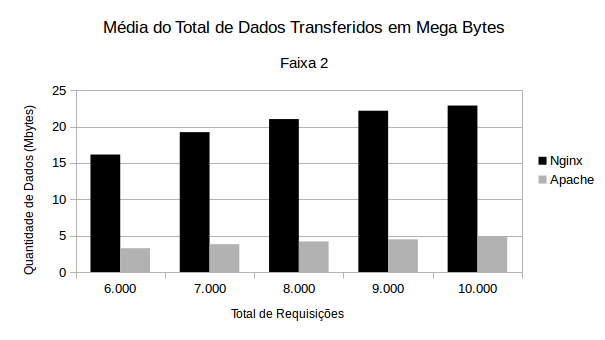 Média do Total de Dados Transferidos em Mega Bytes
Faixa 2
Quantidade de Dados (Mbytes)
25
20
15
10
5
0
6.000 7.000 8.000 9.000 10.000
Total de Requisições
Nginx
Apache